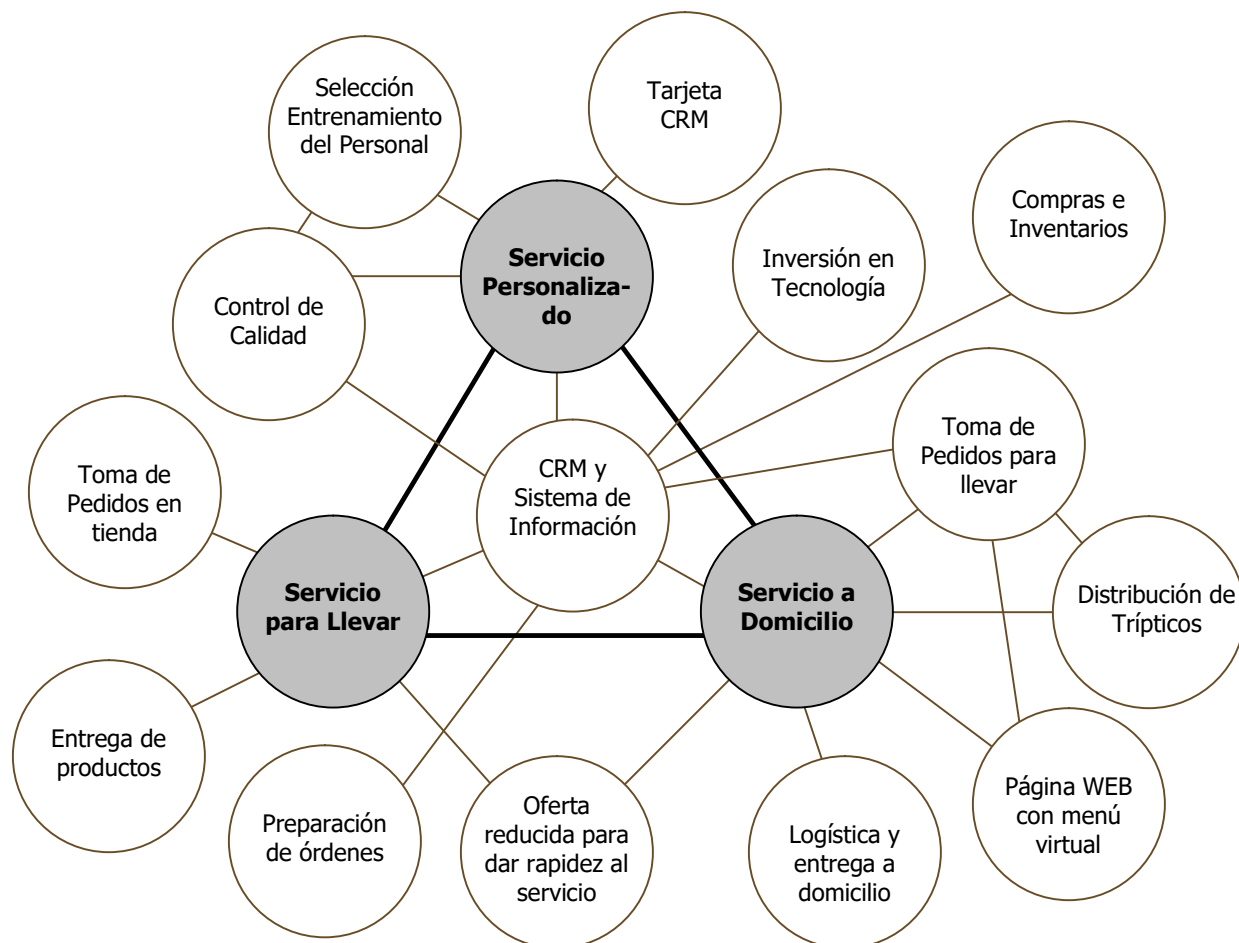 Selección
Entrenamiento
del Personal
Tarjeta
CRM
Compras e
Inventarios
Servicio
Personaliza-
do
Inversión en
Tecnología
Control de
Calidad
Toma de
Pedidos para
llevar
Toma de
Pedidos en
tienda
CRM y
Sistema de
Información
Servicio
para Llevar
Servicio a
Domicilio
Distribución de
Trípticos
Entrega de
productos
Preparación
de órdenes
Oferta
reducida para
dar rapidez al
servicio
Logística y
entrega a
domicilio
Página WEB
con menú
virtual